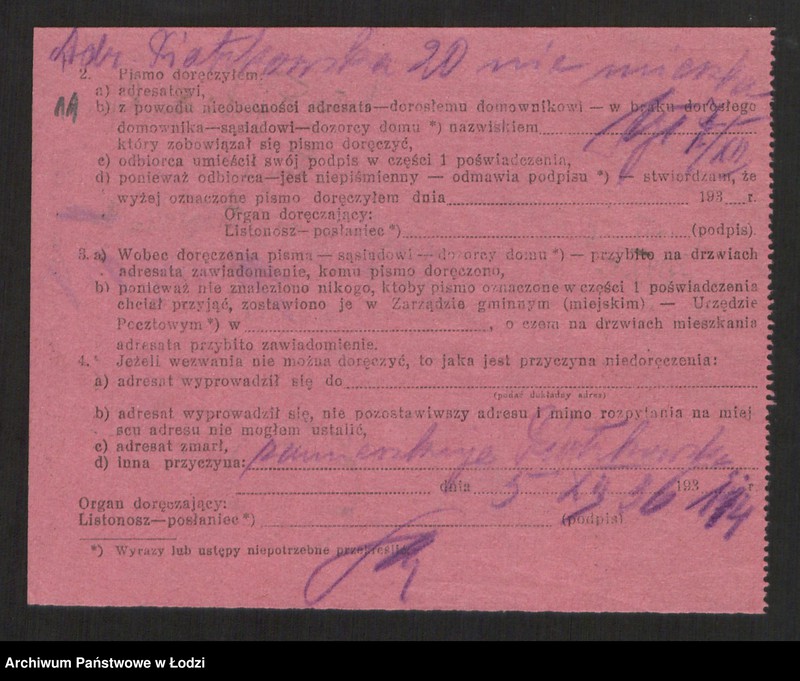 Adr Piotrkowska 20 nie mieszka
2. Pismo doręczyłem:
a) adresatowi,
b) z powodu nieobecności adresata—dorosłemu domownikowi — w braku dorosłego
domownika—sąsiadowi—dozorcy domu *) nazwiskiem
który zobowiązał się pismo doręczyć,
c) odbiorca umieścił swój podpis w części 1 poświadczenia,
d) ponieważ odbiorca—jest niepiśmienny — odmawia podpisu *) — stwierdzam, że
wyżej oznaczone pismo doręczyłem dnia 193 r.
Organ doręczający:
Listonosz—posłaniec *) (podpis)
3. a) Wobec doręczenia pisma — sąsiadowi — dozorcy domu *) — przybito na drzwiach
adresata zawiadomienie, komu pismo doręczono,
b) ponieważ nie znaleziono nikogo, ktoby pismo oznaczone w części 1 poświadczenia
chciał przyjąć, zostawiono je w Zarządzie gminnym (miejskim) — Urzędzie
Pocztowym *) w , o czem na drzwiach mieszkania
adresata przybito zawiadomienie.
4. Jeżeli wezwania nie można doręczyć, to jaka jest przyczyna niedoręczenia:
a) adresat wyprowadził się do
(podać dokładny adres)
b) adresat wyprowadził się, nie pozostawiwszy adresu i mimo rozpytania na miej
scu adresu nie mogłem ustalić,
c) adresat zmarł,
d) inna przyczyna: zamieszkuje Piotrkowska
dnia 5 193 r.
Organ doręczający:
Listonosz—posłaniec *) (podpis)
*) Wyrazy lub ustępy niepotrzebne przekreślić.
Archiwum Państwowe w Łodzi